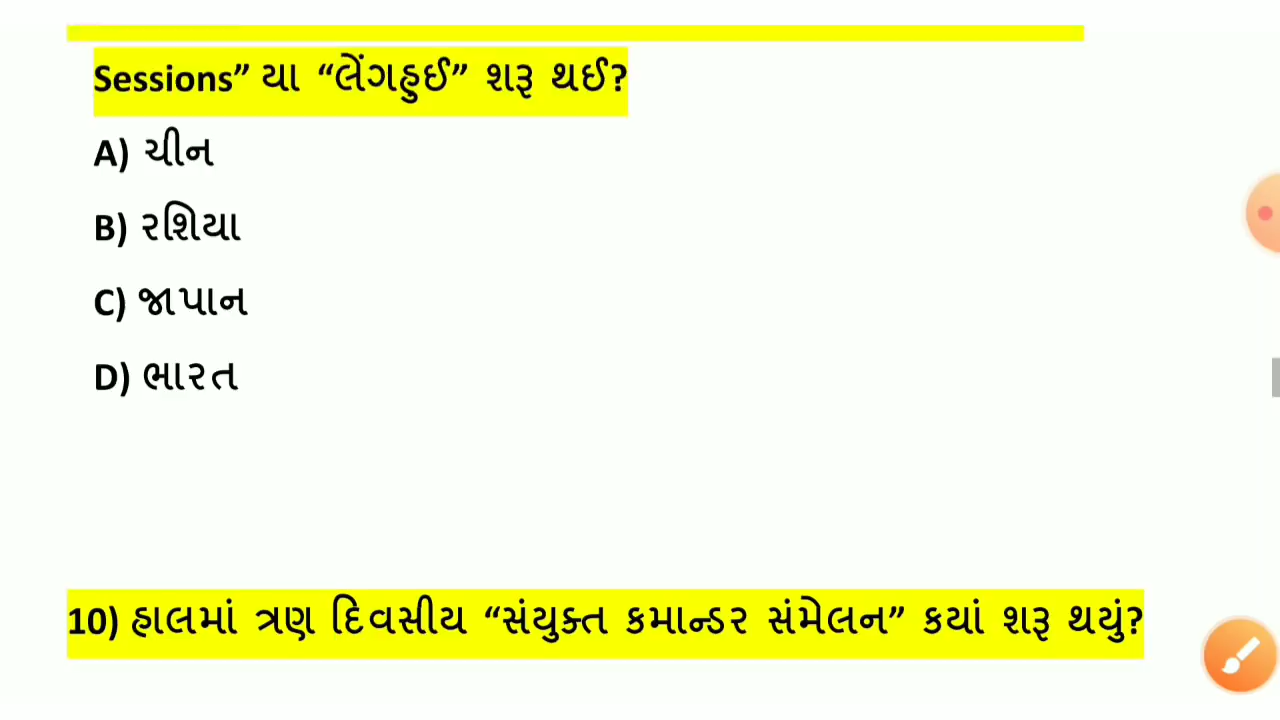 Sessions” યા “લેંગહુઈ” શરૂ થઈ?
A) ચીન
B) રશિયા
C) જાપાન
D) ભારત
10) હાલમાં ત્રણ દિવસીય “સંયુક્ત કમાન્ડર સંમેલન” કયાં શરૂ થયું?